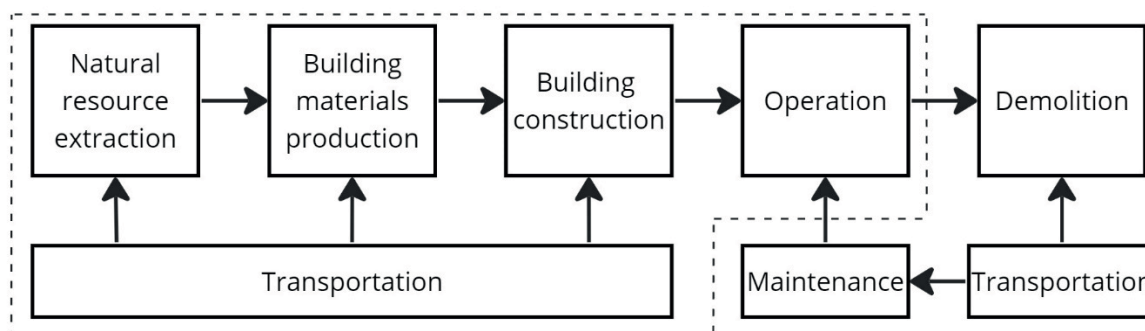 Natural
resource
extraction
Building
materials
production
Building
construction
Operation
Demolition
Transportation
Maintenance
Transportation